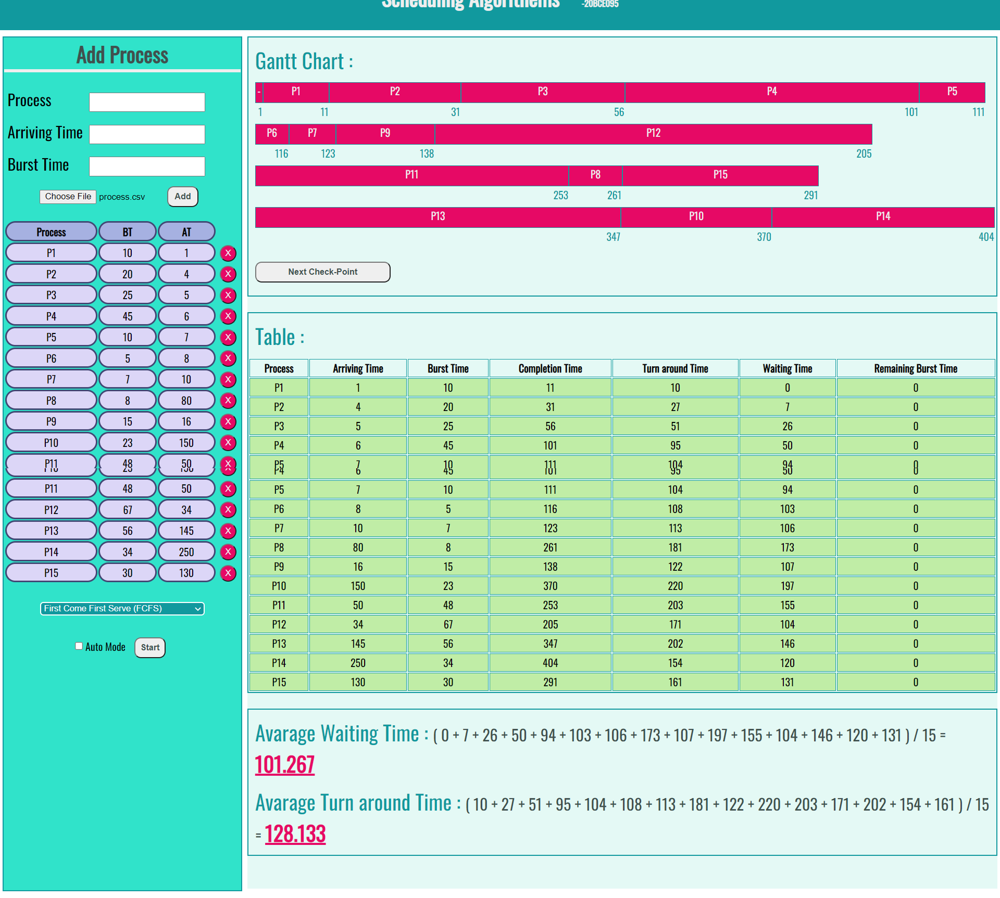 Scheduling Algorithems -20BCE095
Add Process
Process
Arriving Time
Burst Time
Choose File process.csv Add
Process BT AT
P1 10 1 X
P2 20 4 X
P3 25 5 X
P4 45 6 X
P5 10 7 X
P6 5 8 X
P7 7 10 X
P8 8 80 X
P9 15 16 X
P10 23 150 X
P11 48 50 X
P10 23 150 X
P11 48 50 X
P12 67 34 X
P13 56 145 X
P14 34 250 X
P15 30 130 X
First Come First Serve (FCFS)
Auto Mode Start
Gantt Chart :
- P1 P2 P3 P4 P5
1 11 31 56 101 111
P6 P7 P9 P12
116 123 138 205
P11 P8 P15
253 261 291
P13 P10 P14
347 370 404
Next Check-Point
Table :
Process Arriving Time Burst Time Completion Time Turn around Time Waiting Time Remaining Burst Time
P1 1 10 11 10 0 0
P2 4 20 31 27 7 0
P3 5 25 56 51 26 0
P4 6 45 101 95 50 0
P5 7 10 111 104 94 0
P4 6 45 101 95 50 0
P5 7 10 111 104 94 0
P6 8 5 116 108 103 0
P7 10 7 123 113 106 0
P8 80 8 261 181 173 0
P9 16 15 138 122 107 0
P10 150 23 370 220 197 0
P11 50 48 253 203 155 0
P12 34 67 205 171 104 0
P13 145 56 347 202 146 0
P14 250 34 404 154 120 0
P15 130 30 291 161 131 0
Avarage Waiting Time : ( 0 + 7 + 26 + 50 + 94 + 103 + 106 + 173 + 107 + 197 + 155 + 104 + 146 + 120 + 131 ) / 15 =
101.267
Avarage Turn around Time : ( 10 + 27 + 51 + 95 + 104 + 108 + 113 + 181 + 122 + 220 + 203 + 171 + 202 + 154 + 161 ) / 15
= 128.133